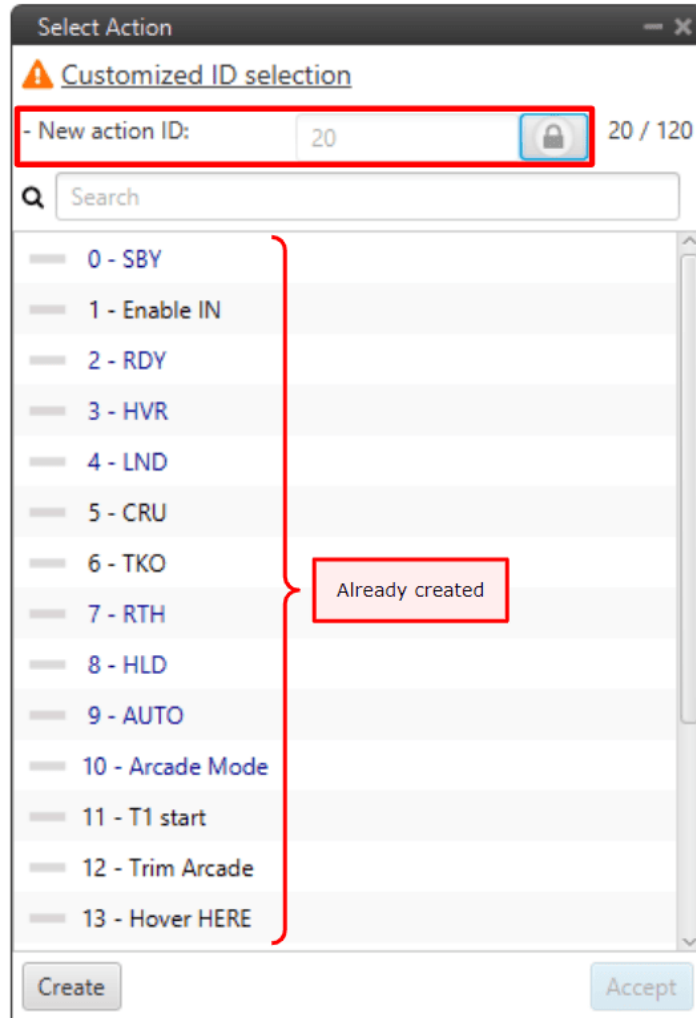 Select Action
Customized ID selection
- New action ID: 20 20 / 120
Search
0 - SBY
1 - Enable IN
2 - RDY
3 - HVR
4 - LND
5 - CRU
6 - TKO
Already created
7 - RTH
8 - HLD
9 - AUTO
10 - Arcade Mode
11 - T1 start
12 - Trim Arcade
13 - Hover HERE
Create Accept